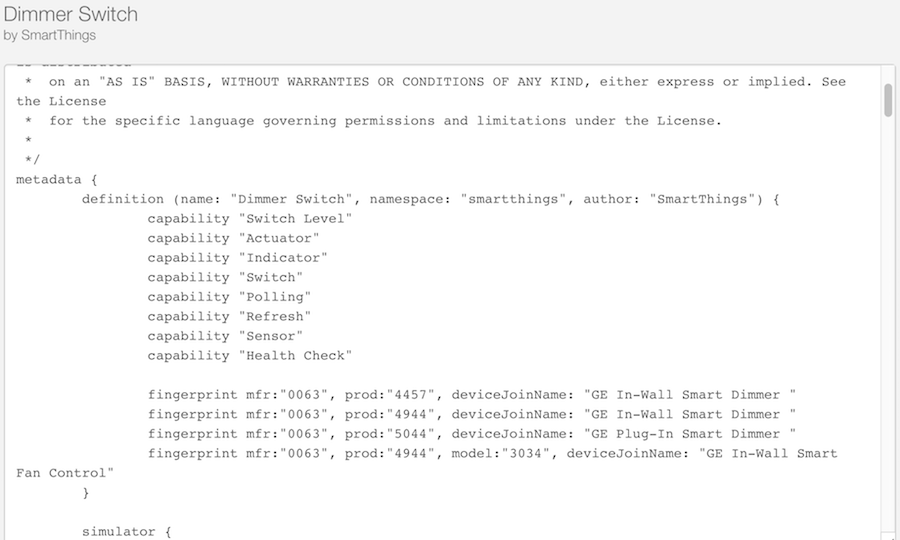 Dimmer Switch
by SmartThings
is distributed
 *  on an "AS IS" BASIS, WITHOUT WARRANTIES OR CONDITIONS OF ANY KIND, either express or implied. See
the License
 *  for the specific language governing permissions and limitations under the License.
 *
 */
metadata {
        definition (name: "Dimmer Switch", namespace: "smartthings", author: "SmartThings") {
                capability "Switch Level"
                capability "Actuator"
                capability "Indicator"
                capability "Switch"
                capability "Polling"
                capability "Refresh"
                capability "Sensor"
                capability "Health Check"

                fingerprint mfr:"0063", prod:"4457", deviceJoinName: "GE In-Wall Smart Dimmer "
                fingerprint mfr:"0063", prod:"4944", deviceJoinName: "GE In-Wall Smart Dimmer "
                fingerprint mfr:"0063", prod:"5044", deviceJoinName: "GE Plug-In Smart Dimmer "
                fingerprint mfr:"0063", prod:"4944", model:"3034", deviceJoinName: "GE In-Wall Smart
Fan Control"
        }

        simulator {